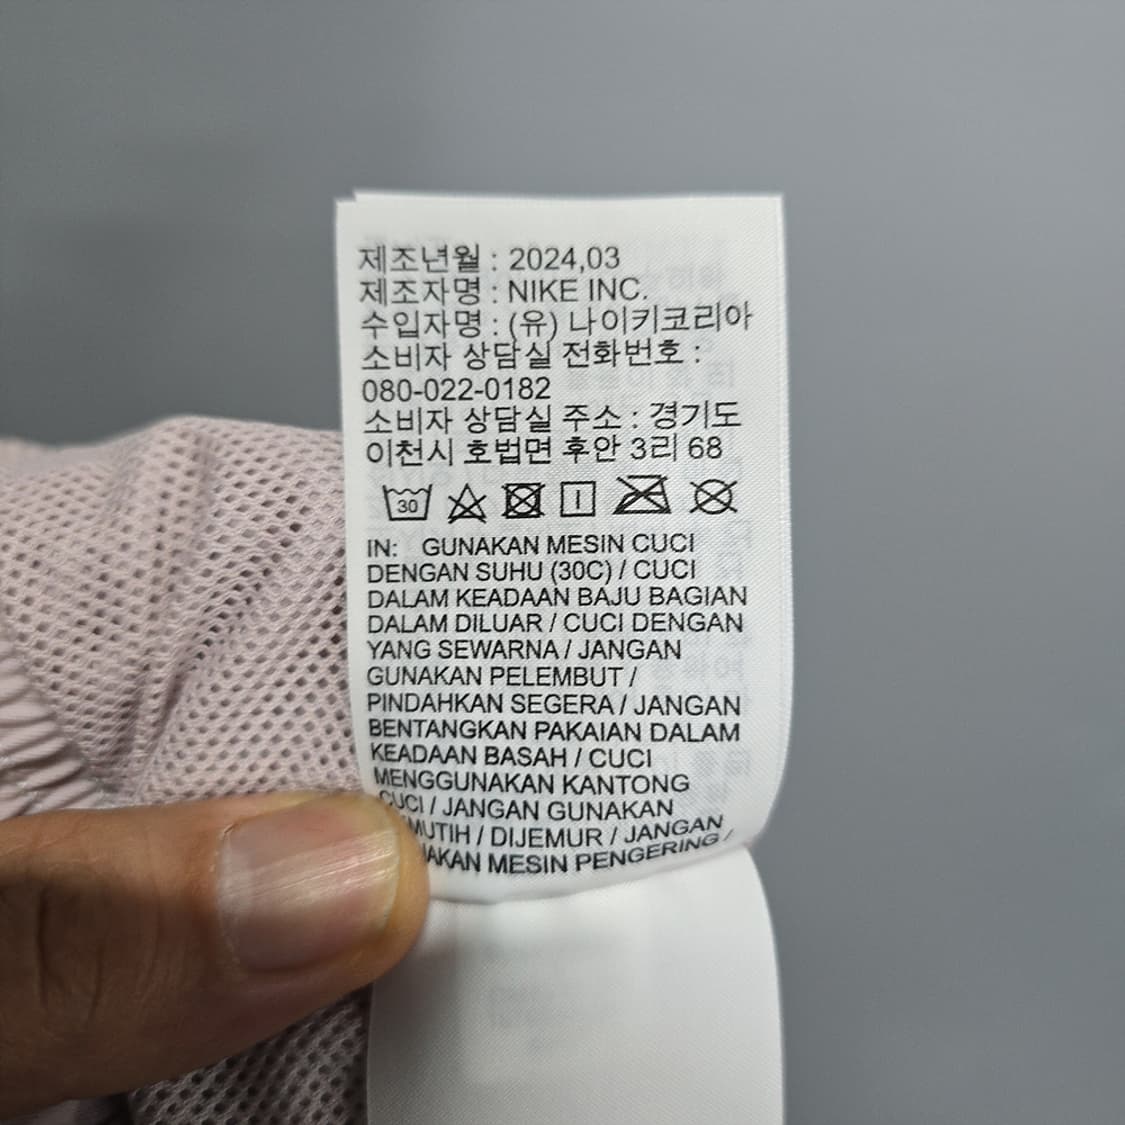 제조년월 : 2024,03
제조자명 : NIKE INC.
수입자명 : (유) 나이키코리아
소비자 상담실 전화번호 :
080-022-0182
소비자 상담실 주소 : 경기도
이천시 호법면 후안 3리 68
30
IN: GUNAKAN MESIN CUCI
DENGAN SUHU (30C) / CUCI
DALAM KEADAAN BAJU BAGIAN
DALAM DILUAR / CUCI DENGAN
YANG SEWARNA / JANGAN
GUNAKAN PELEMBUT /
PINDAHKAN SEGERA / JANGAN
BENTANGKAN PAKAIAN DALAM
KEADAAN BASAH / CUCI
MENGGUNAKAN KANTONG
CUCI / JANGAN GUNAKAN
/ DIJEMUR / JANGAN
MESIN PENGERING /